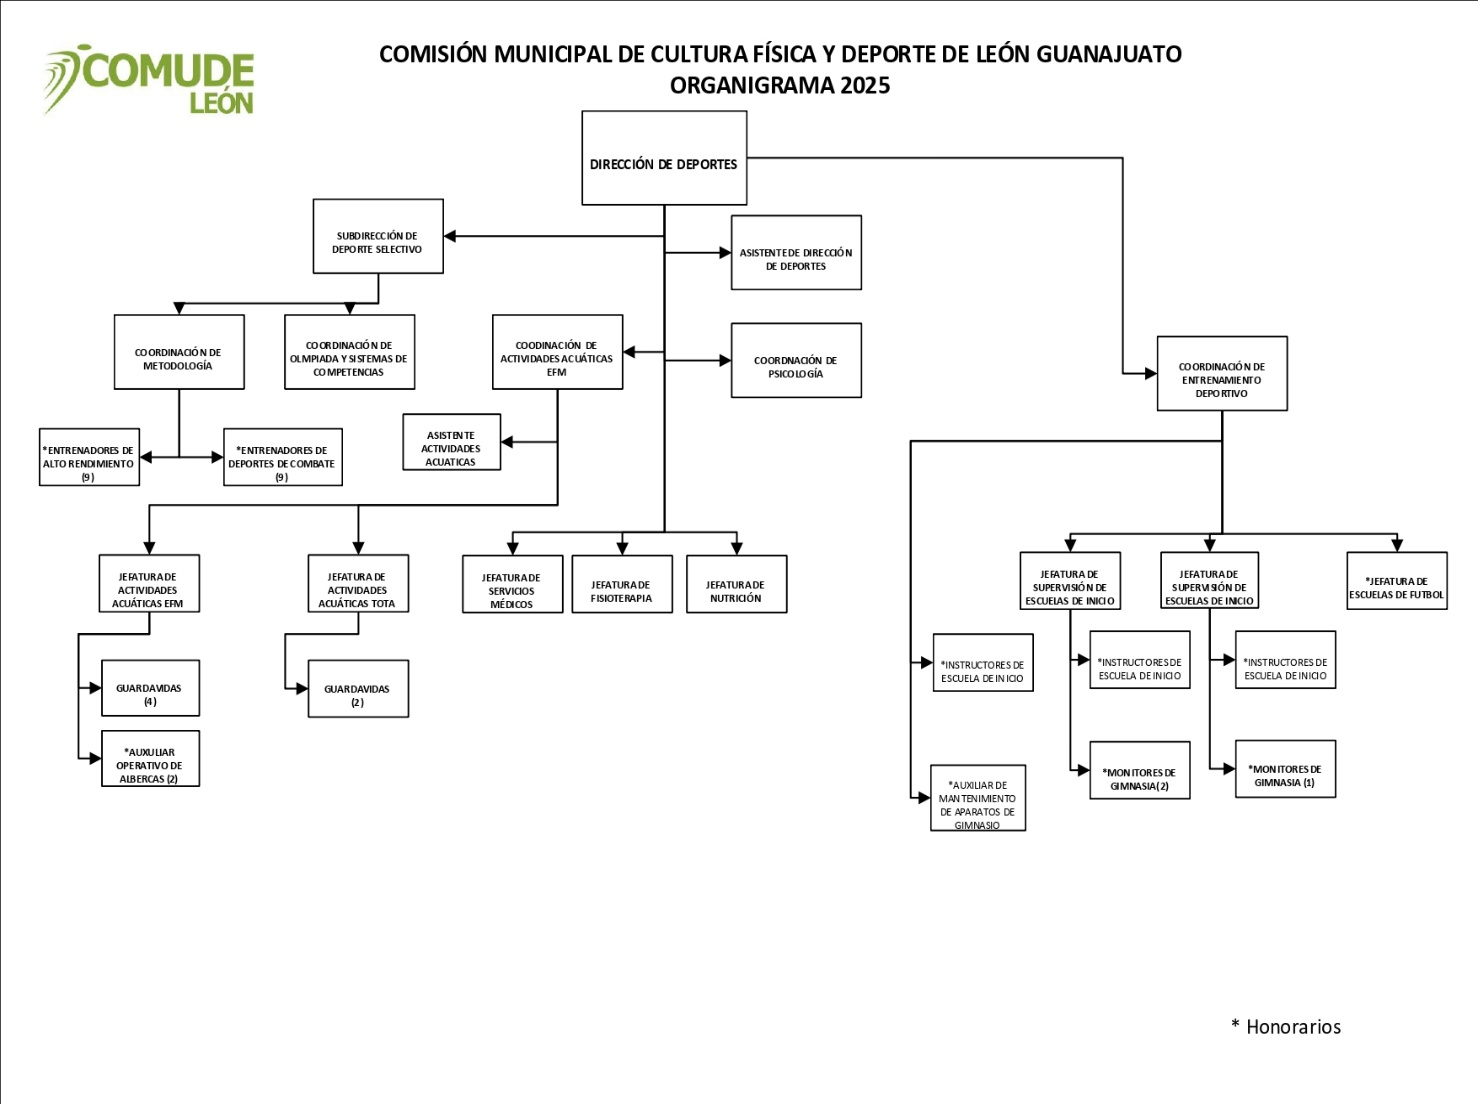 COMUDE
LEÓN
COMISIÓN MUNICIPAL DE CULTURA FÍSICA Y DEPORTE DE LEÓN GUANAJUATO
ORGANIGRAMA 2025
DIRECCIÓN DE DEPORTES
SUBDIRECCIÓN DE
DEPORTE SELECTIVO
ASISTENTE DE DIRECCIÓN
DE DEPORTES
COORDINACIÓN DE
METODOLOGÍA
COORDINACIÓN DE
OLMPIADA Y SISTEMAS DE
COMPETENCIAS
COODINACIÓN DE
ACTIVIDADES ACUÁTICAS
EFM
COORDNACIÓN DE
PSICOLOGÍA
COORDINACIÓN DE
ENTRENAMIENTO
DEPORTIVO
*ENTRENADORES DE
ALTO RENDIMIENTO
(9)
*ENTRENADORES DE
DEPORTES DE COMBATE
(9)
ASISTENTE
ACTIVIDADES
ACUATICAS
JEFATURA DE
ACTIVIDADES
ACUÁTICAS EFM
JEFATURA DE
ACTIVIDADES
ACUÁTICAS TOTA
JEFATURA DE
SERVICIOS
MÉDICOS
JEFATURA DE
FISIOTERAPIA
JEFATURA DE
NUTRICIÓN
JEFATURA DE
SUPERVISIÓN DE
ESCUELAS DE INICIO
JEFATURA DE
SUPERVISIÓN DE
ESCUELAS DE INICIO
*JEFATURA DE
ESCUELAS DE FUTBOL
GUARDAVIDAS
(4)
GUARDAVIDAS
(2)
*INSTRUCTORES DE
ESCUELA DE INICIO
*INSTRUCTORES DE
ESCUELA DE INICIO
*INSTRUCTORES DE
ESCUELA DE INICIO
*AUXULIAR
OPERATIVO DE
ALBERCAS (2)
*AUXILIAR DE
MANTENIMIENTO
DE APARATOS DE
GIMNASIO
*MONITORES DE
GIMNASIA(2)
*MONITORES DE
GIMNASIA (1)
* Honorarios